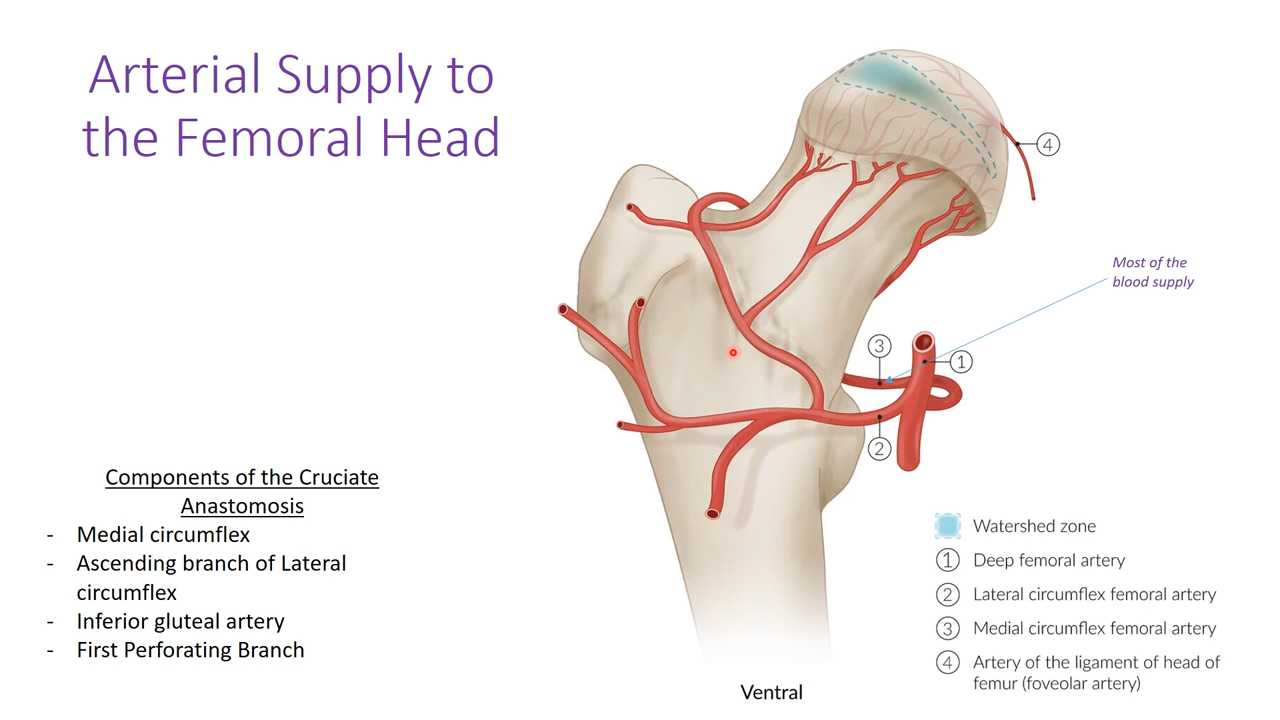 Arterial Supply to
the Femoral Head
4
Most of the
blood supply
3
1
2
Components of the Cruciate
Anastomosis
- Medial circumflex
- Ascending branch of Lateral
circumflex
- Inferior gluteal artery
- First Perforating Branch
Watershed zone
1 Deep femoral artery
2 Lateral circumflex femoral artery
3 Medial circumflex femoral artery
4 Artery of the ligament of head of
femur (foveolar artery)
Ventral